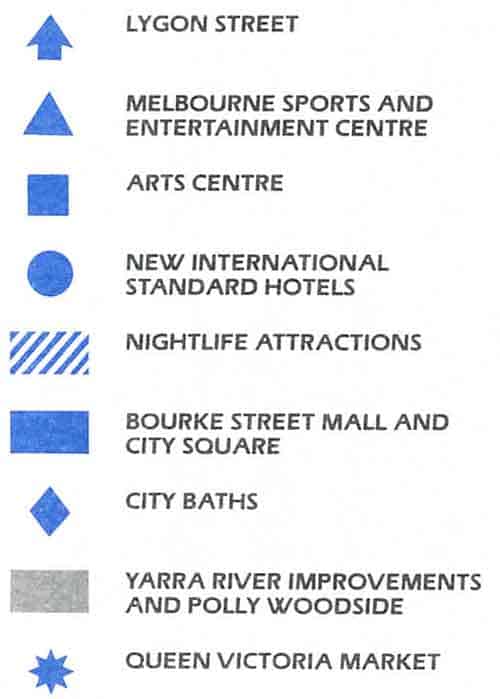 LYGON STREET
MELBOURNE SPORTS AND
ENTERTAINMENT CENTRE
ARTS CENTRE
NEW INTERNATIONAL
STANDARD HOTELS
NIGHTLIFE ATTRACTIONS
BOURKE STREET MALL AND
CITY SQUARE
CITY BATHS
YARRA RIVER IMPROVEMENTS
AND POLLY WOODSIDE
QUEEN VICTORIA MARKET